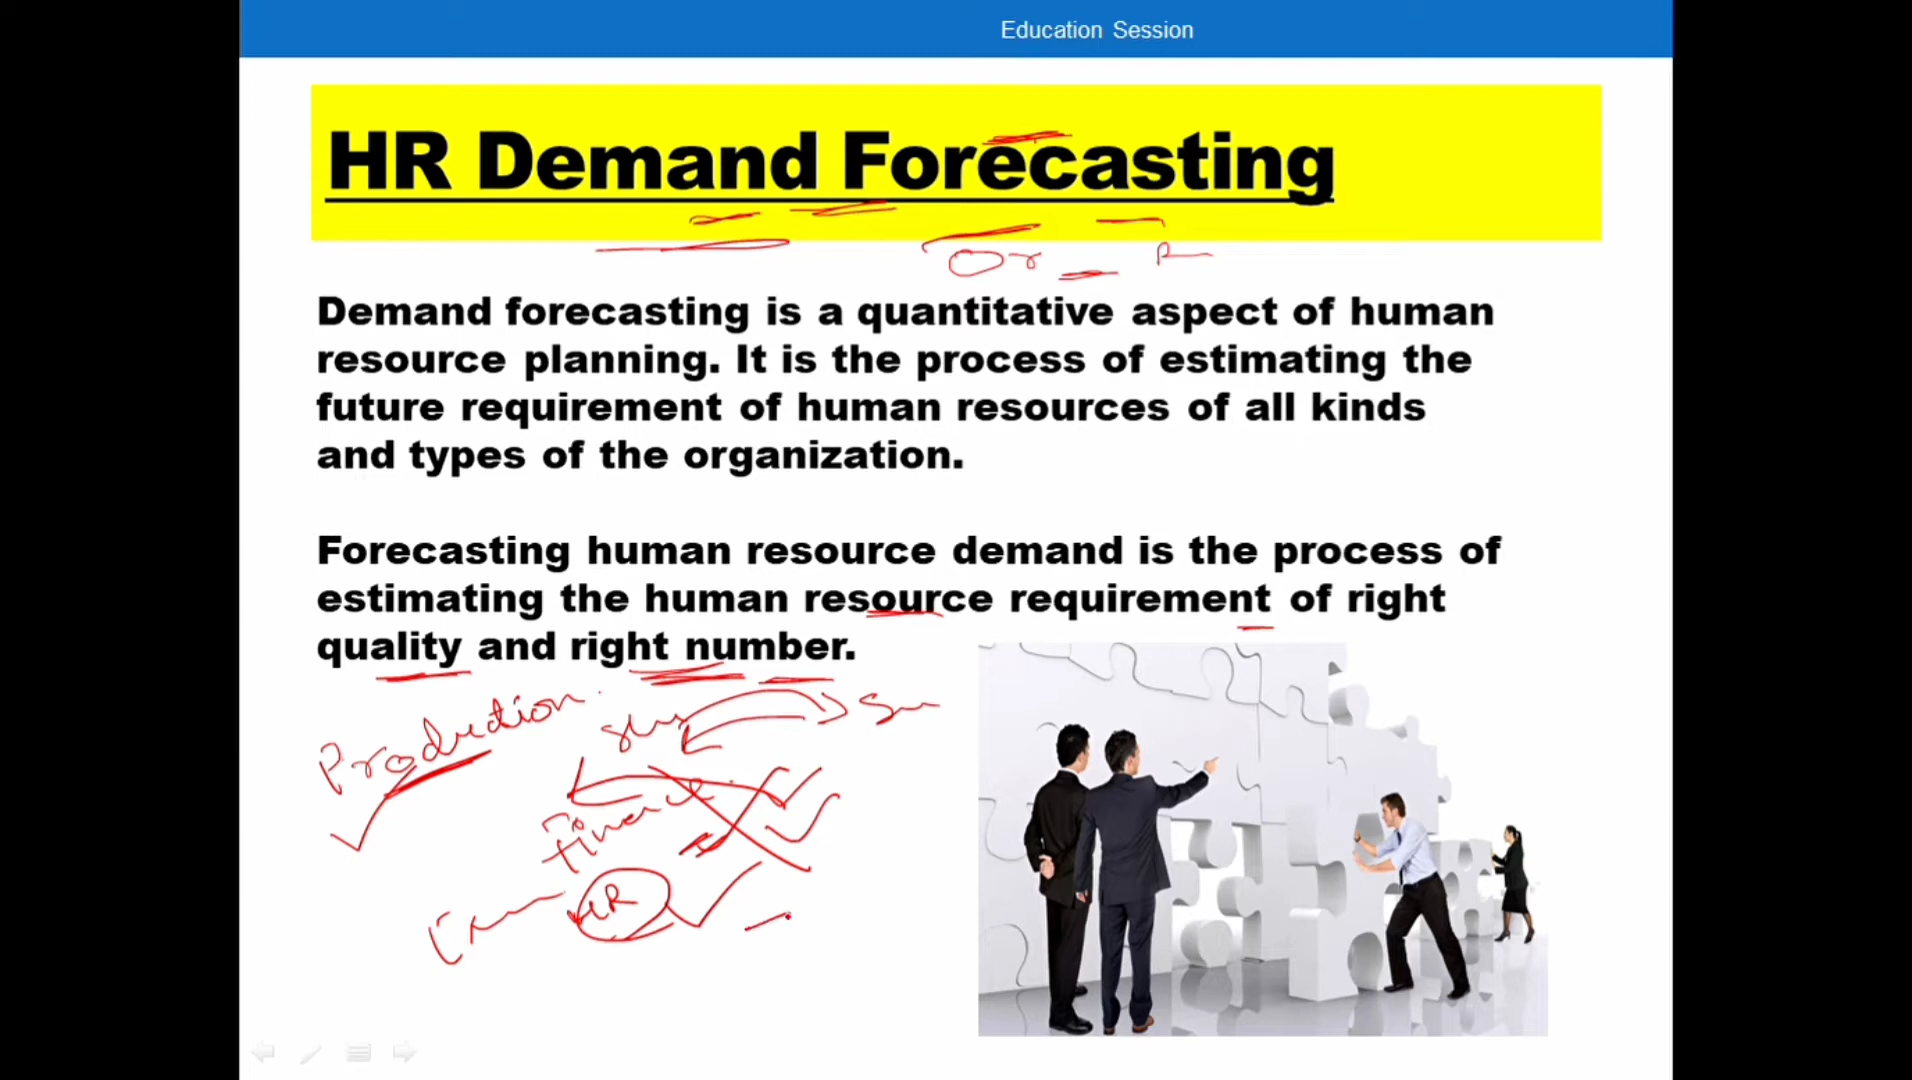 Education Session
HR Demand Forecasting
Or R
Demand forecasting is a quantitative aspect of human
resource planning. It is the process of estimating the
future requirement of human resources of all kinds
and types of the organization.
Forecasting human resource demand is the process of
estimating the human resource requirement of right
quality and right number.
Production
Finance
HR